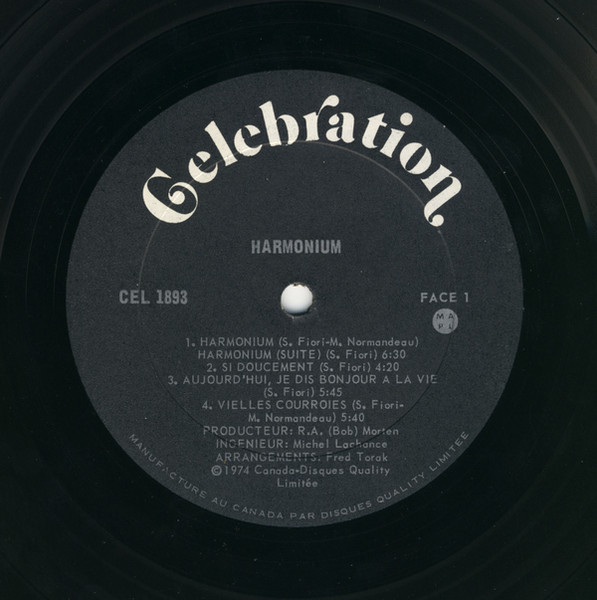 Celebration
HARMONIUM
CEL 1893
FACE 1
MA
PL
1. HARMONIUM (S. Fiori-M. Normandeau)
HARMONIUM (SUITE) (S. Fiori) 6:30
2. SI DOUCEMENT (S. Fiori) 4:20
3. AUJOURD'HUI, JE DIS BONJOUR A LA VIE
(S. Fiori) 5:45
4. VIELLES COURROIES (S. Fiori-
M. Normandeau) 5:40
PRODUCTEUR: R.A. (Bob) Morten
INGENIEUR: Michel Lachance
ARRANGEMENTS: Fred Torak
©1974 Canada-Disques Quality
Limitée
MANUFACTURE AU CANADA PAR DISQUES QUALITY LIMITEE